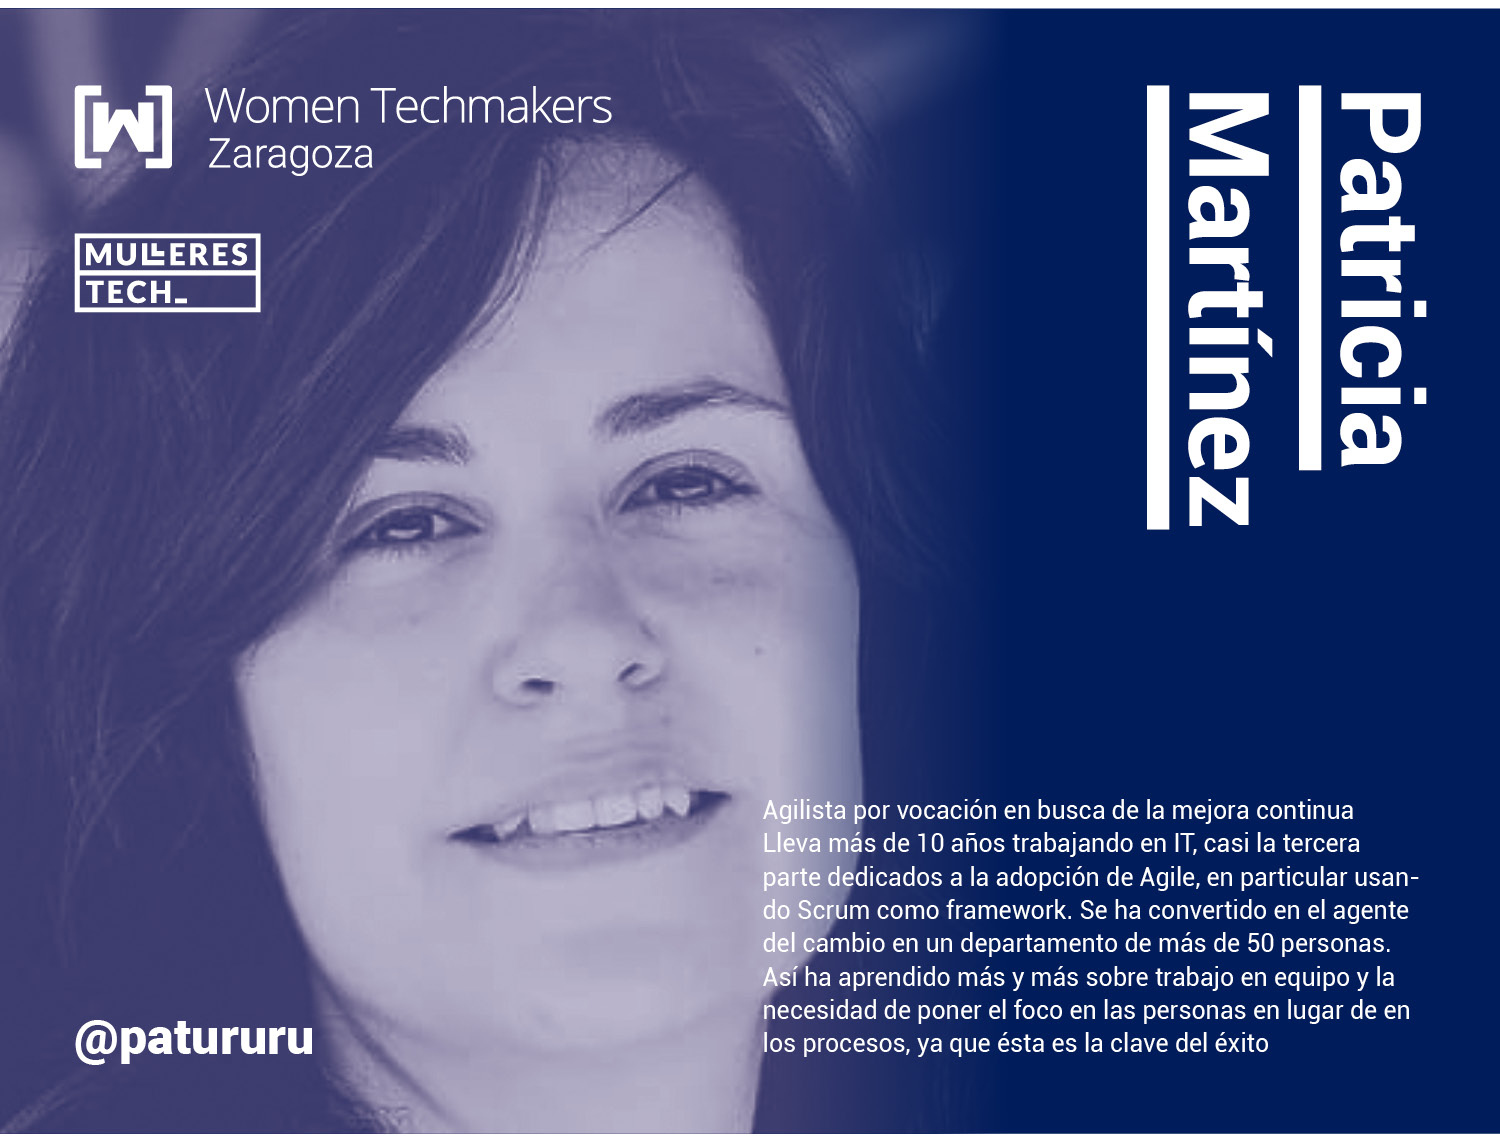 Women Techmakers
Zaragoza
MULLERES
TECH_
Patricia
Martínez
Agilista por vocación en busca de la mejora continua
Lleva más de 10 años trabajando en IT, casi la tercera
parte dedicados a la adopción de Agile, en particular usan-
do Scrum como framework. Se ha convertido en el agente
del cambio en un departamento de más de 50 personas.
Así ha aprendido más y más sobre trabajo en equipo y la
necesidad de poner el foco en las personas en lugar de en
los procesos, ya que ésta es la clave del éxito
@patururu